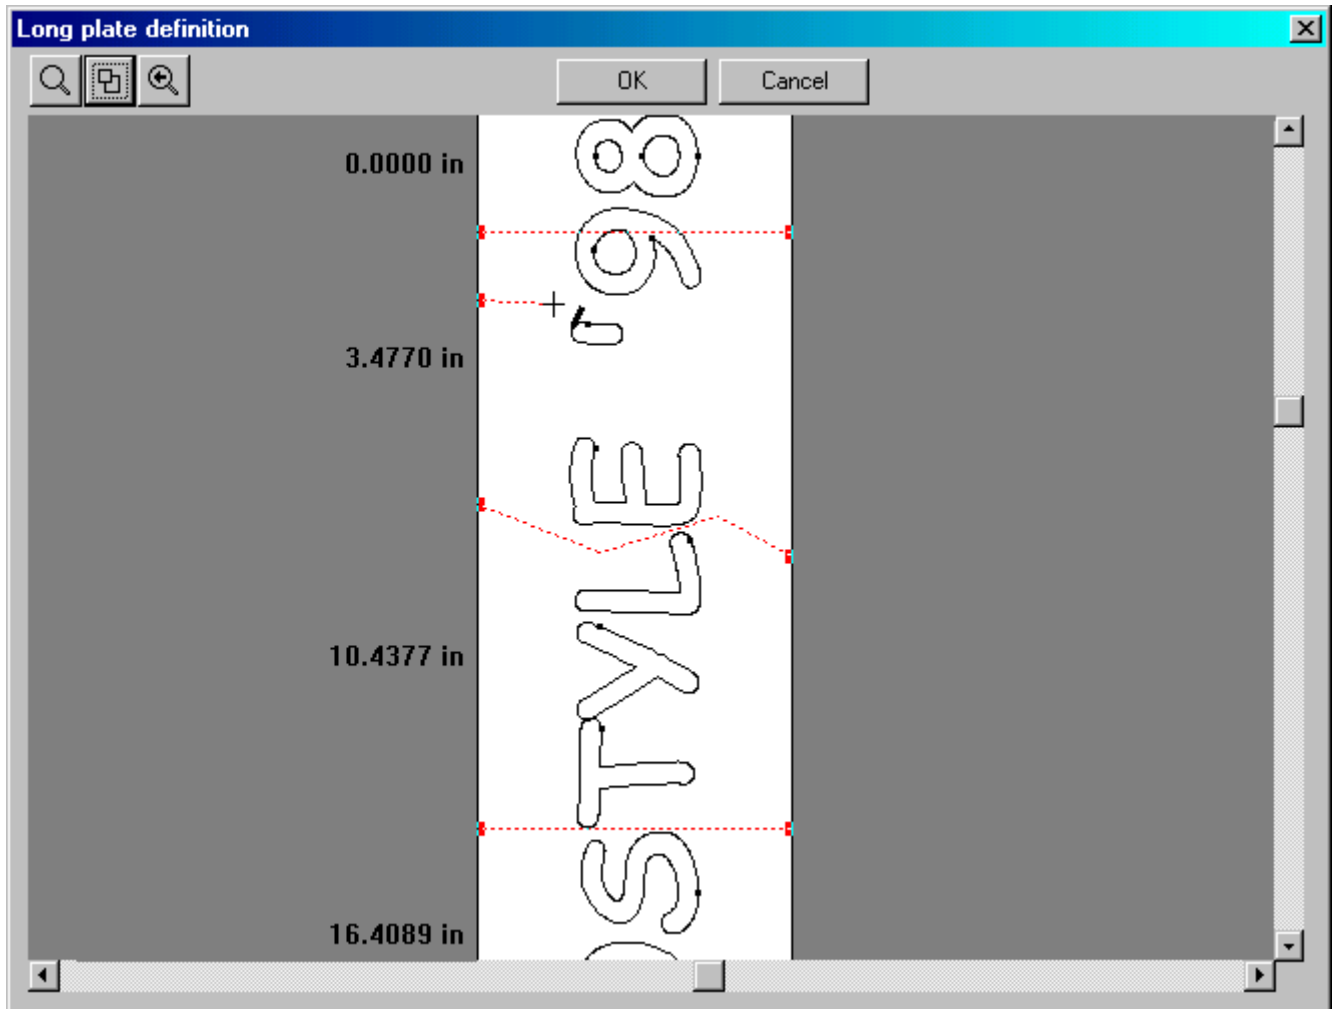 Long plate definition
OK
Cancel
0.0000 in
3.4770 in
10.4377 in
16.4089 in
STYLE '98